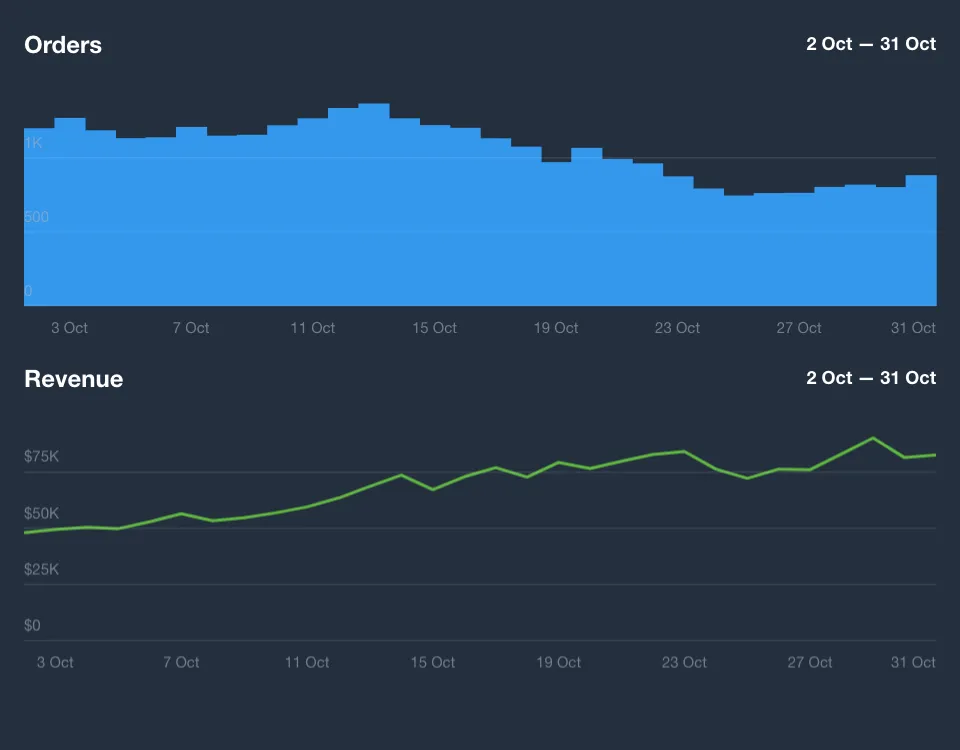 Orders 2 Oct — 31 Oct
1K
500
0
3 Oct 7 Oct 11 Oct 15 Oct 19 Oct 23 Oct 27 Oct 31 Oct
Revenue 2 Oct — 31 Oct
$75K
$50K
$25K
$0
3 Oct 7 Oct 11 Oct 15 Oct 19 Oct 23 Oct 27 Oct 31 Oct